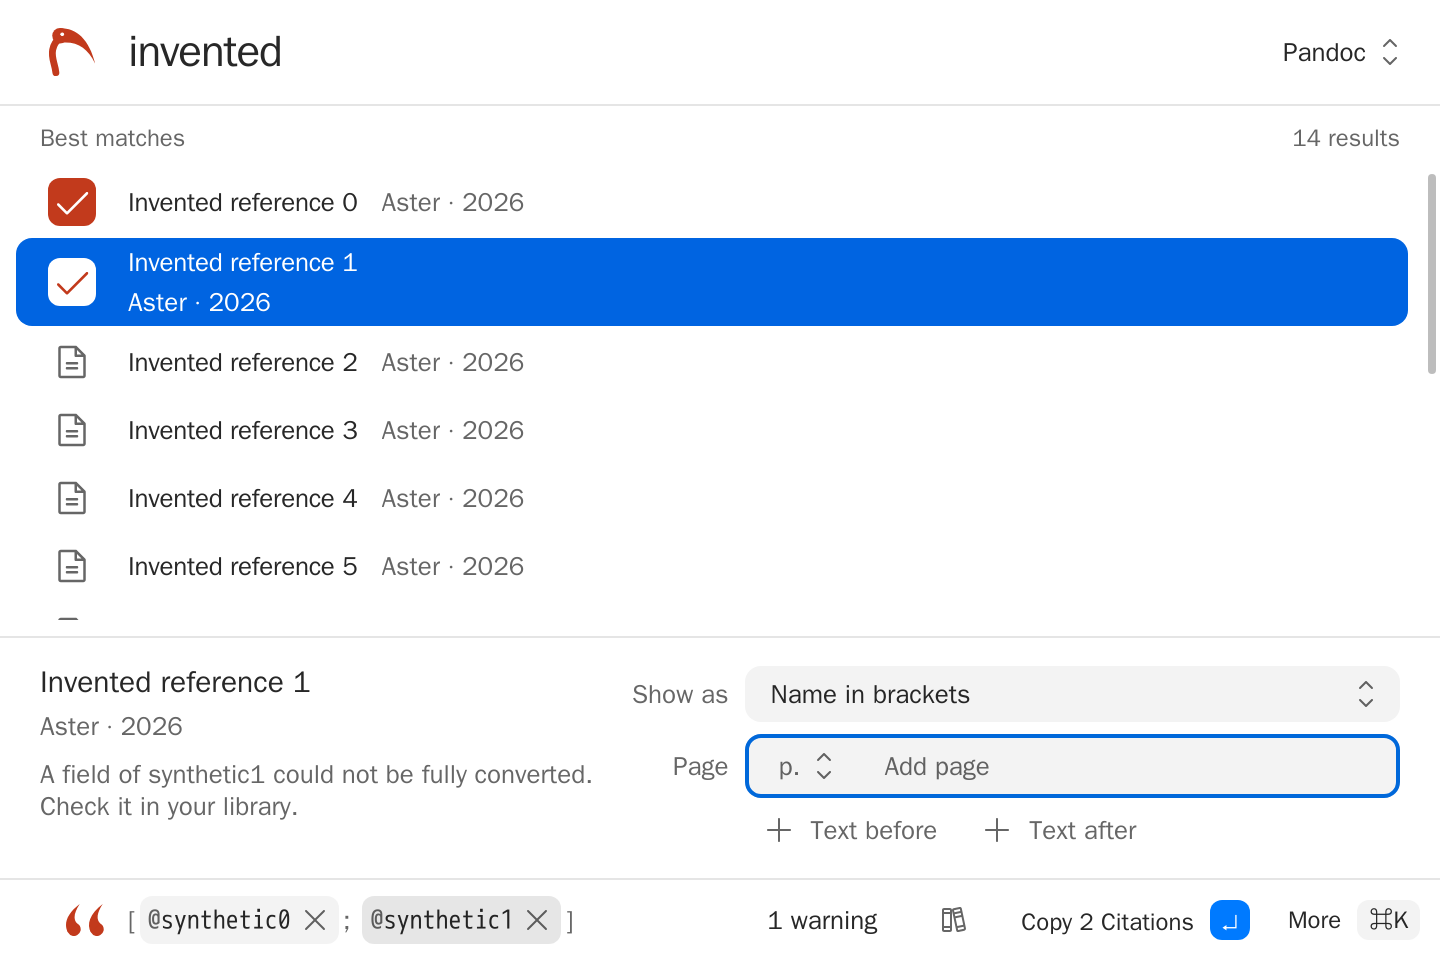 invented
Pandoc
Best matches
14 results
Invented reference 0 Aster · 2026
Invented reference 1
Aster · 2026
Invented reference 2 Aster · 2026
Invented reference 3 Aster · 2026
Invented reference 4 Aster · 2026
Invented reference 5 Aster · 2026
Invented reference 1
Aster · 2026
A field of synthetic1 could not be fully converted.
Check it in your library.
Show as Name in brackets
Page p. Add page
Text before Text after
[ @synthetic0 ; @synthetic1 ]
1 warning
Copy 2 Citations
More ⌘K